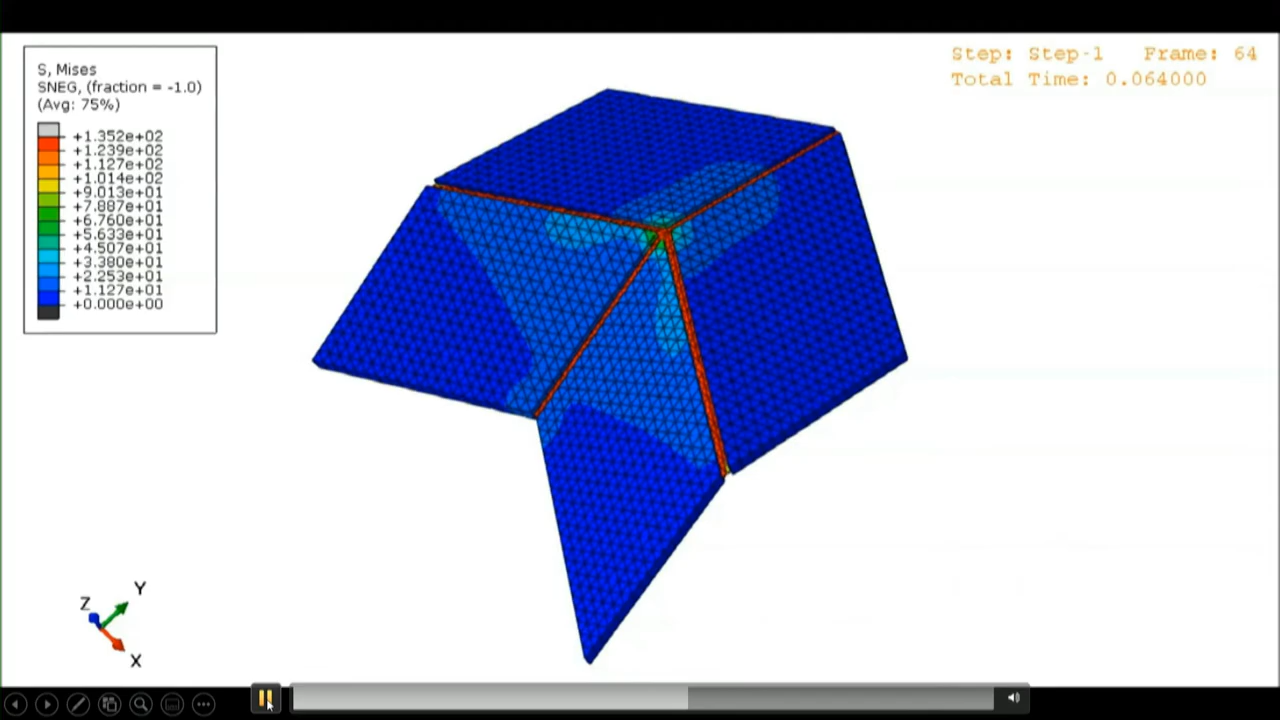 S, Mises
SNEG, (fraction = -1.0)
(Avg: 75%)
+1.352e+02
+1.239e+02
+1.127e+02
+1.014e+02
+9.013e+01
+7.887e+01
+6.760e+01
+5.633e+01
+4.507e+01
+3.380e+01
+2.253e+01
+1.127e+01
+0.000e+00
Step: Step-1 Frame: 64
Total Time: 0.064000
Y
Z
X